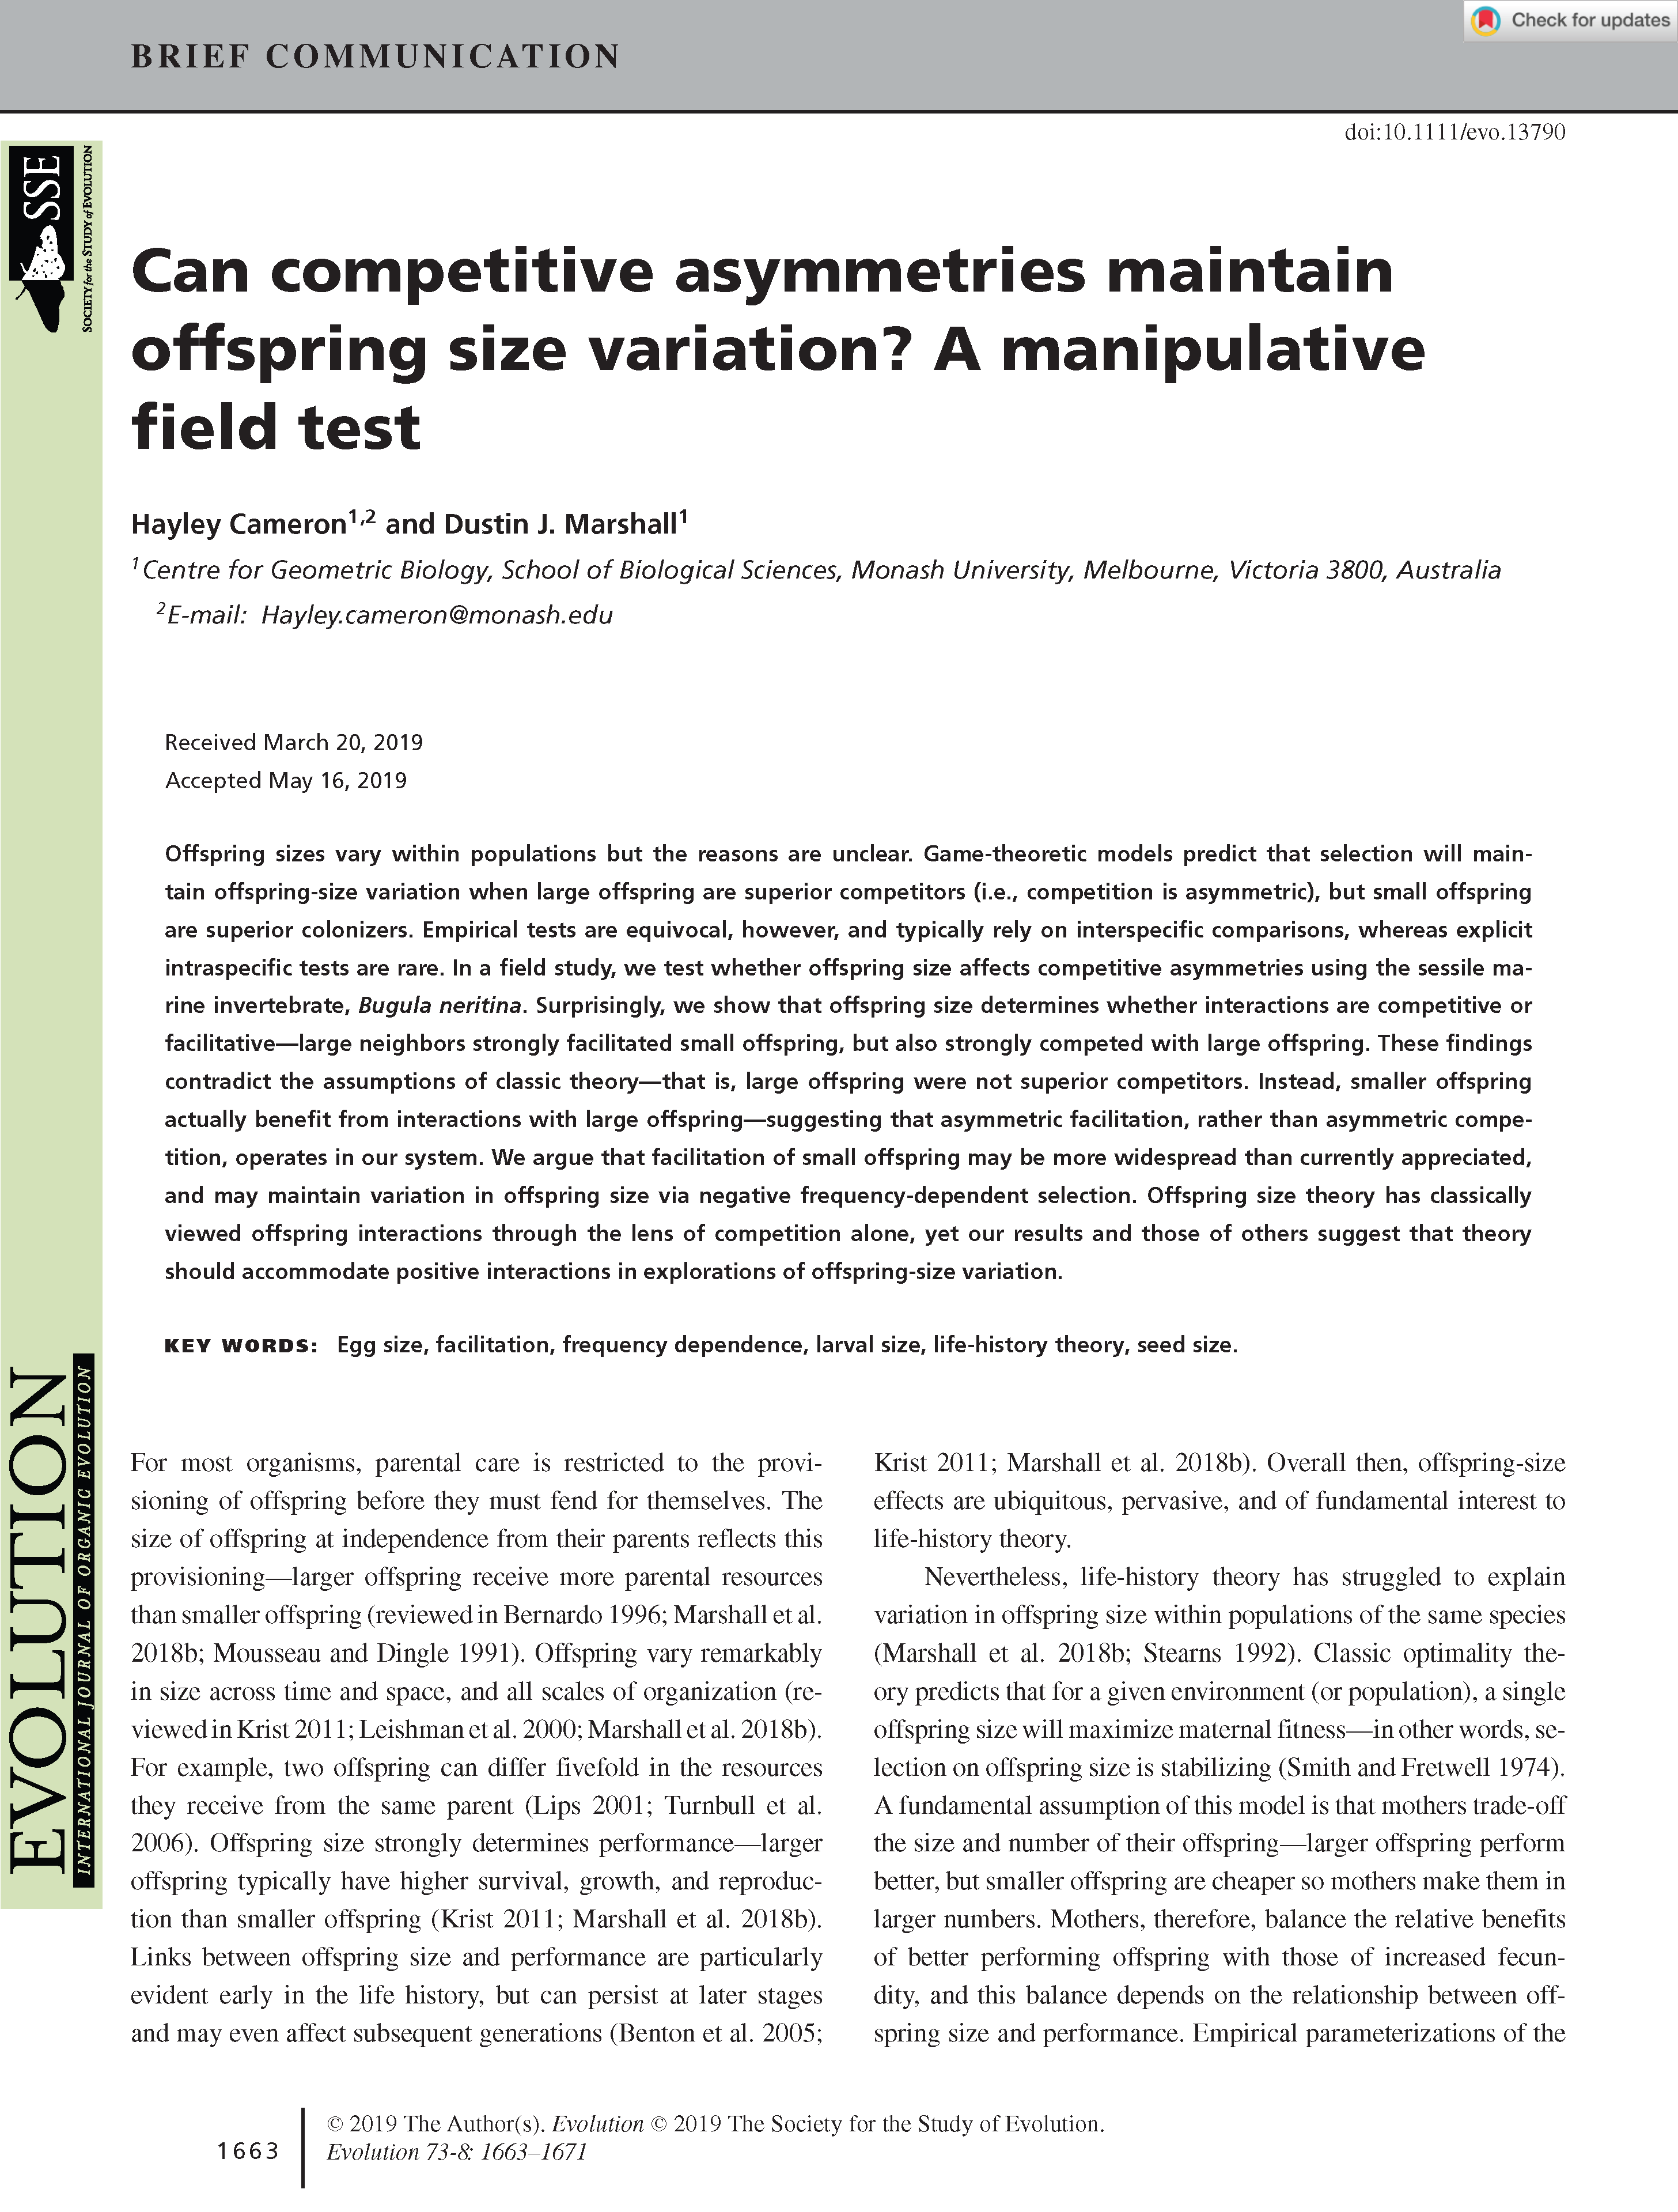 Check for updates
BRIEF COMMUNICATION
doi:10.1111/evo.13790
SSE
SOCIETY for the STUDY of EVOLUTION
Can competitive asymmetries maintain
offspring size variation? A manipulative
field test
Hayley Cameron1,2 and Dustin J. Marshall1
1Centre for Geometric Biology, School of Biological Sciences, Monash University, Melbourne, Victoria 3800, Australia
2E-mail: Hayley.cameron@monash.edu
Received March 20, 2019
Accepted May 16, 2019
Offspring sizes vary within populations but the reasons are unclear. Game-theoretic models predict that selection will main-
tain offspring-size variation when large offspring are superior competitors (i.e., competition is asymmetric), but small offspring
are superior colonizers. Empirical tests are equivocal, however, and typically rely on interspecific comparisons, whereas explicit
intraspecific tests are rare. In a field study, we test whether offspring size affects competitive asymmetries using the sessile ma-
rine invertebrate, Bugula neritina. Surprisingly, we show that offspring size determines whether interactions are competitive or
facilitative—large neighbors strongly facilitated small offspring, but also strongly competed with large offspring. These findings
contradict the assumptions of classic theory—that is, large offspring were not superior competitors. Instead, smaller offspring
actually benefit from interactions with large offspring—suggesting that asymmetric facilitation, rather than asymmetric compe-
tition, operates in our system. We argue that facilitation of small offspring may be more widespread than currently appreciated,
and may maintain variation in offspring size via negative frequency-dependent selection. Offspring size theory has classically
viewed offspring interactions through the lens of competition alone, yet our results and those of others suggest that theory
should accommodate positive interactions in explorations of offspring-size variation.
KEY WORDS: Egg size, facilitation, frequency dependence, larval size, life-history theory, seed size.
EVOLUTION
INTERNATIONAL JOURNAL OF ORGANIC EVOLUTION
For most organisms, parental care is restricted to the provi-
sioning of offspring before they must fend for themselves. The
size of offspring at independence from their parents reflects this
provisioning—larger offspring receive more parental resources
than smaller offspring (reviewed in Bernardo 1996; Marshall et al.
2018b; Mousseau and Dingle 1991). Offspring vary remarkably
in size across time and space, and all scales of organization (re-
viewed in Krist 2011; Leishman et al. 2000; Marshall et al. 2018b).
For example, two offspring can differ fivefold in the resources
they receive from the same parent (Lips 2001; Turnbull et al.
2006). Offspring size strongly determines performance—larger
offspring typically have higher survival, growth, and reproduc-
tion than smaller offspring (Krist 2011; Marshall et al. 2018b).
Links between offspring size and performance are particularly
evident early in the life history, but can persist at later stages
and may even affect subsequent generations (Benton et al. 2005;
Krist 2011; Marshall et al. 2018b). Overall then, offspring-size
effects are ubiquitous, pervasive, and of fundamental interest to
life-history theory.
Nevertheless, life-history theory has struggled to explain
variation in offspring size within populations of the same species
(Marshall et al. 2018b; Stearns 1992). Classic optimality the-
ory predicts that for a given environment (or population), a single
offspring size will maximize maternal fitness—in other words, se-
lection on offspring size is stabilizing (Smith and Fretwell 1974).
A fundamental assumption of this model is that mothers trade-off
the size and number of their offspring—larger offspring perform
better, but smaller offspring are cheaper so mothers make them in
larger numbers. Mothers, therefore, balance the relative benefits
of better performing offspring with those of increased fecun-
dity, and this balance depends on the relationship between off-
spring size and performance. Empirical parameterizations of the
1663
© 2019 The Author(s). Evolution © 2019 The Society for the Study of Evolution.
Evolution 73-8: 1663–1671